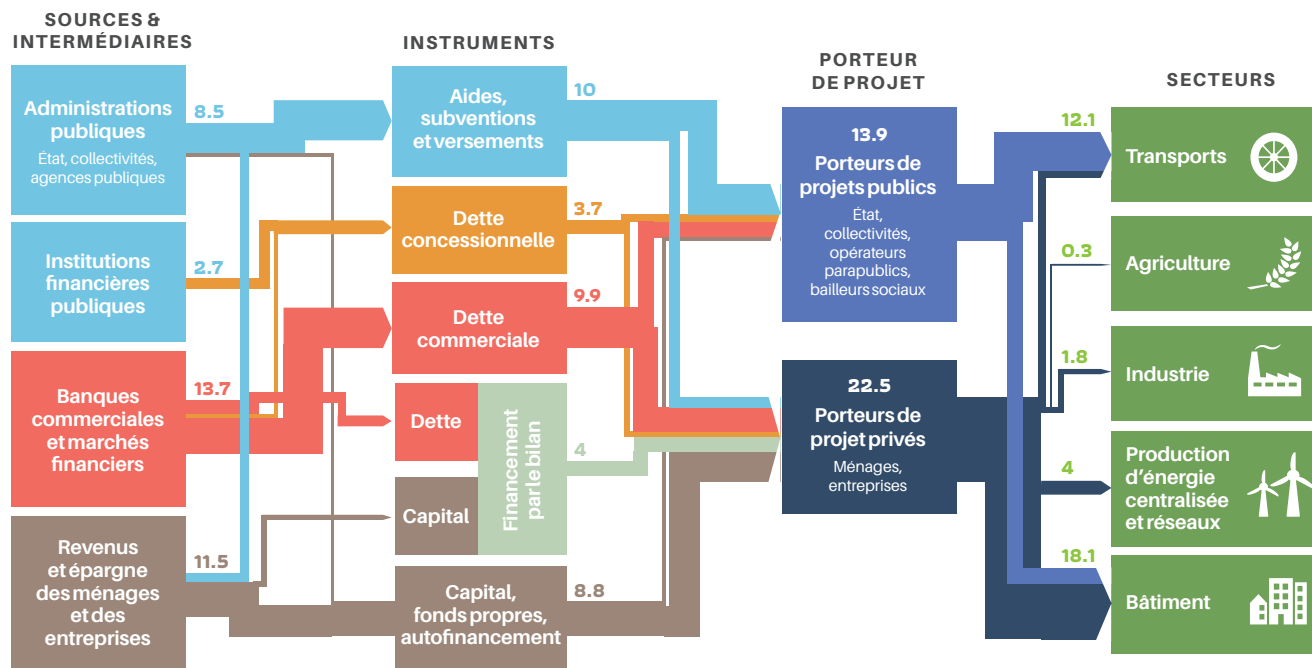 SOURCES &
INTERMÉDIAIRES
Administrations
publiques
État, collectivités,
agences publiques
8.5
Institutions
financières
publiques
2.7
Banques
commerciales
et marchés
financiers
13.7
Revenus
et épargne
des ménages
et des
entreprises
11.5
INSTRUMENTS
Aides,
subventions
et versements
10
Dette
concessionnelle
3.7
Dette
commerciale
9.9
Dette
Capital
Financement
par le bilan
4
Capital,
fonds propres,
autofinancement
8.8
PORTEUR
DE PROJET
13.9
Porteurs de
projets publics
État,
collectivités,
opérateurs
parapublics,
bailleurs sociaux
22.5
Porteurs de
projet privés
Ménages,
entreprises
SECTEURS
12.1
Transports
0.3
Agriculture
1.8
Industrie
4
Production
d'énergie
centralisée
et réseaux
18.1
Bâtiment